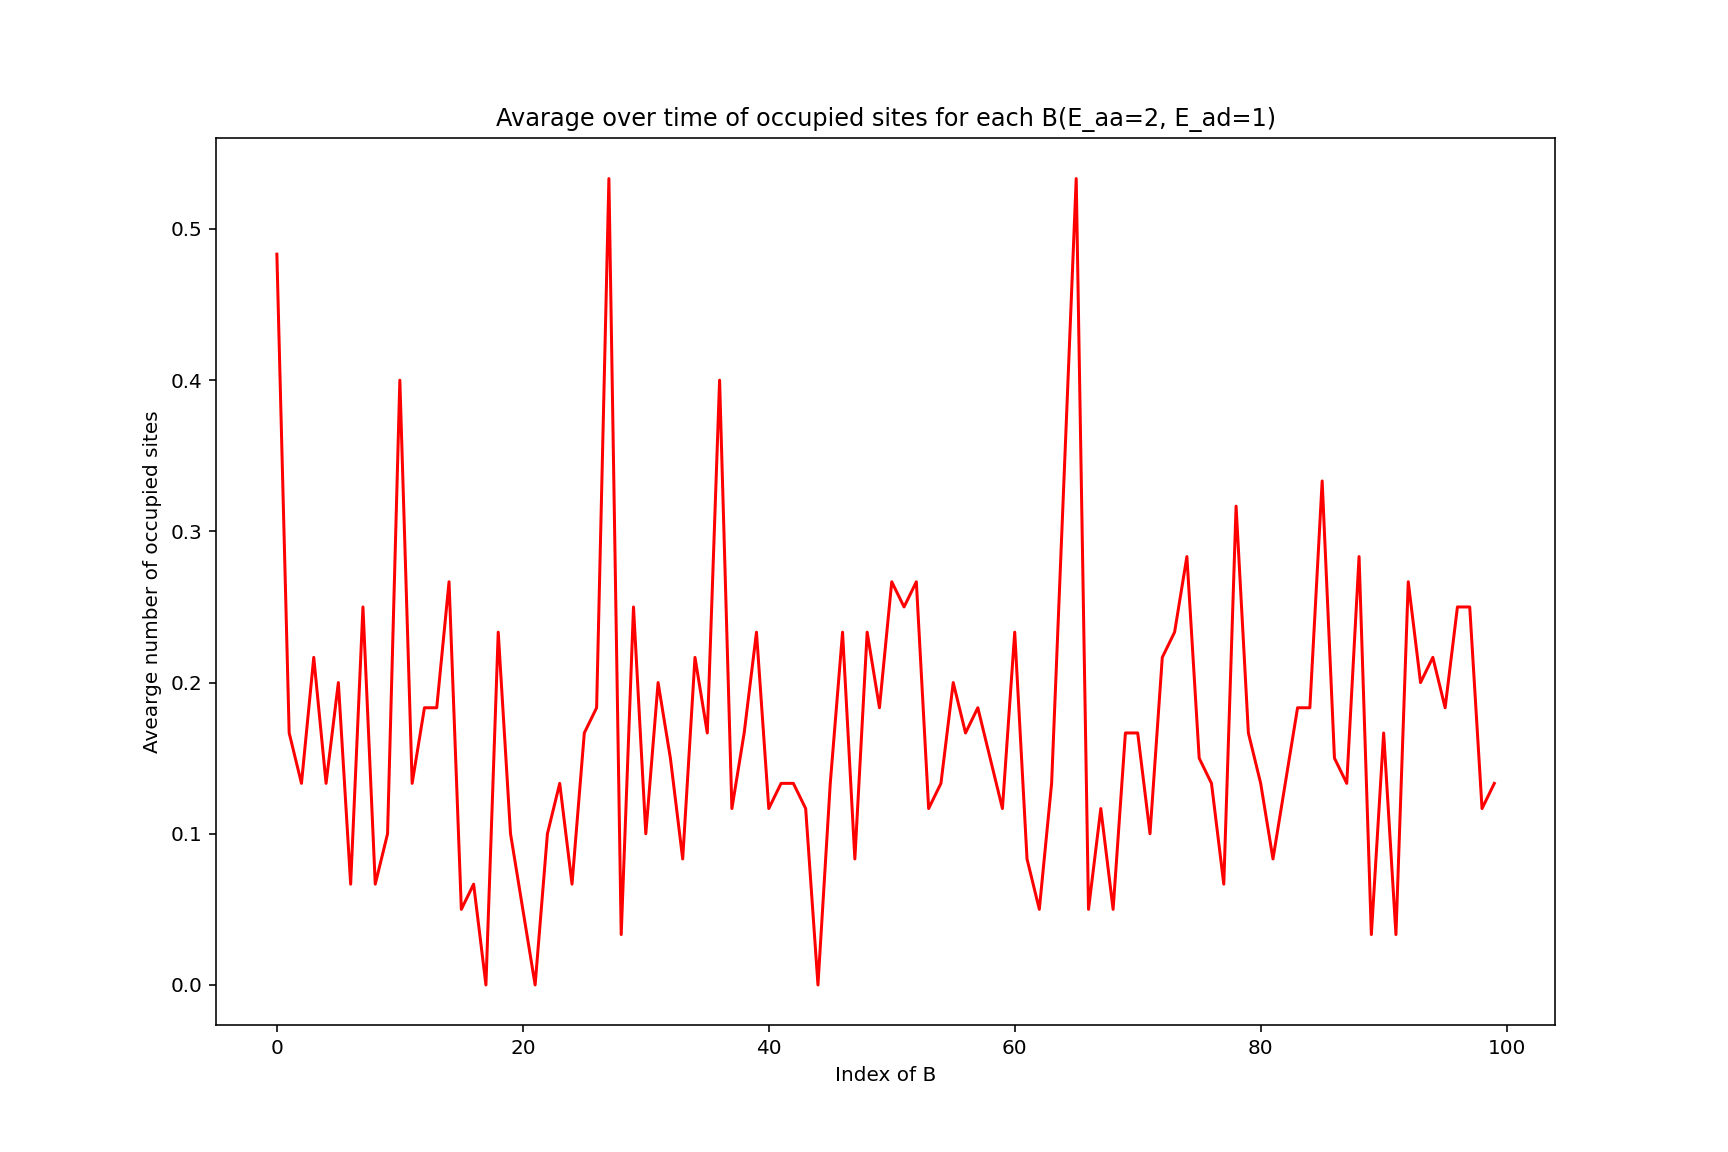 Avarage over time of occupied sites for each B(E_aa=2, E_ad=1)
Avearge number of occupied sites
0.5
0.4
0.3
0.2
0.1
0.0
0 20 40 60 80 100
Index of B